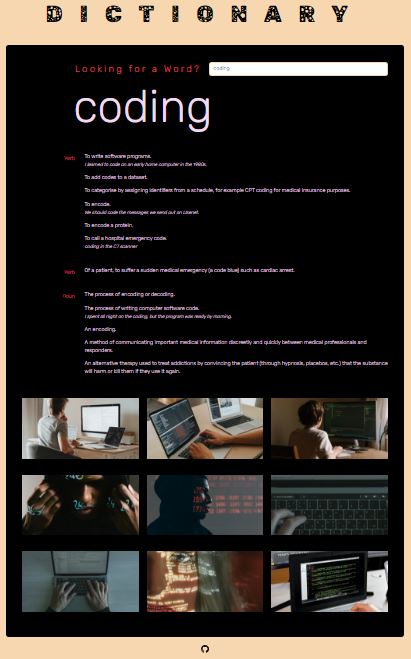 DICTIONARY
Looking for a Word?
coding
coding
Verb
To write software programs.
I learned to code on an early home computer in the 1980s.
To add codes to a dataset.
To categorise by assigning identifiers from a schedule, for example CPT coding for medical insurance purposes.
To encode.
We should code the messages we send out on Usenet.
To encode a protein.
To call a hospital emergency code.
coding in the CT scanner
Verb
Of a patient, to suffer a sudden medical emergency (a code blue) such as cardiac arrest.
Noun
The process of encoding or decoding.
The process of writing computer software code.
I spent all night on the coding, but the program was ready by morning.
An encoding.
A method of communicating important medical information discreetly and quickly between medical professionals and
responders.
An alternative therapy used to treat addictions by convincing the patient (through hypnosis, placebos, etc.) that the substance
will harm or kill them if they use it again.